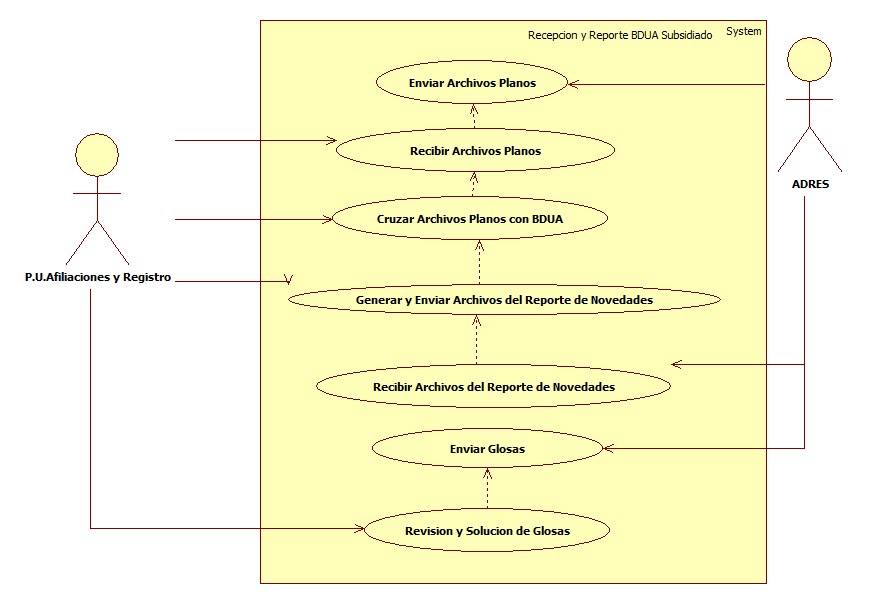 Recepcion y Reporte BDUA Subsidiado
System
Enviar Archivos Planos
Recibir Archivos Planos
ADRES
Cruzar Archivos Planos con BDUA
P.U.Afiliaciones y Registro
Generar y Enviar Archivos del Reporte de Novedades
Recibir Archivos del Reporte de Novedades
Enviar Glosas
Revision y Solucion de Glosas